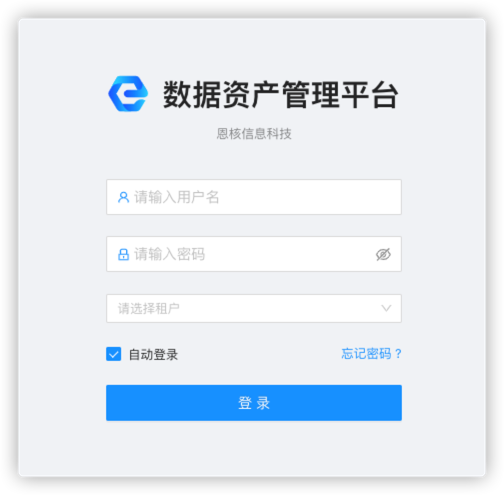 数据资产管理平台
恩核信息科技
请输入用户名
请输入密码
请选择租户
自动登录 忘记密码？
登 录